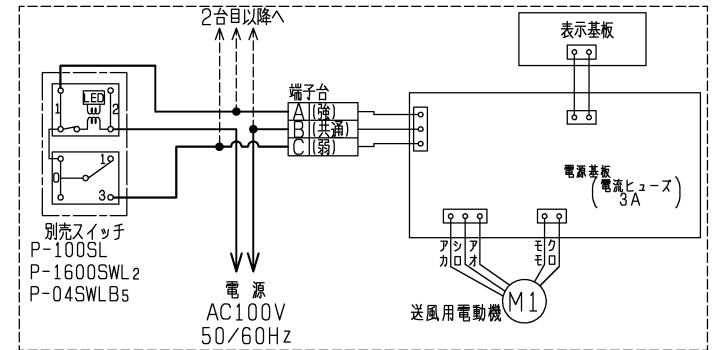 2台目以降へ
表示基板
LED
1
2
端子台
A (強)
B (共通)
C (弱)
1
0
3
電源基板
(電流ヒューズ)
3A
別売スイッチ
P-100SL
P-1600SWL2
P-04SWLB5
電 源
AC100V
50/60Hz
アカ
シロ
アオ
モモ
クロ
送風用電動機
M1